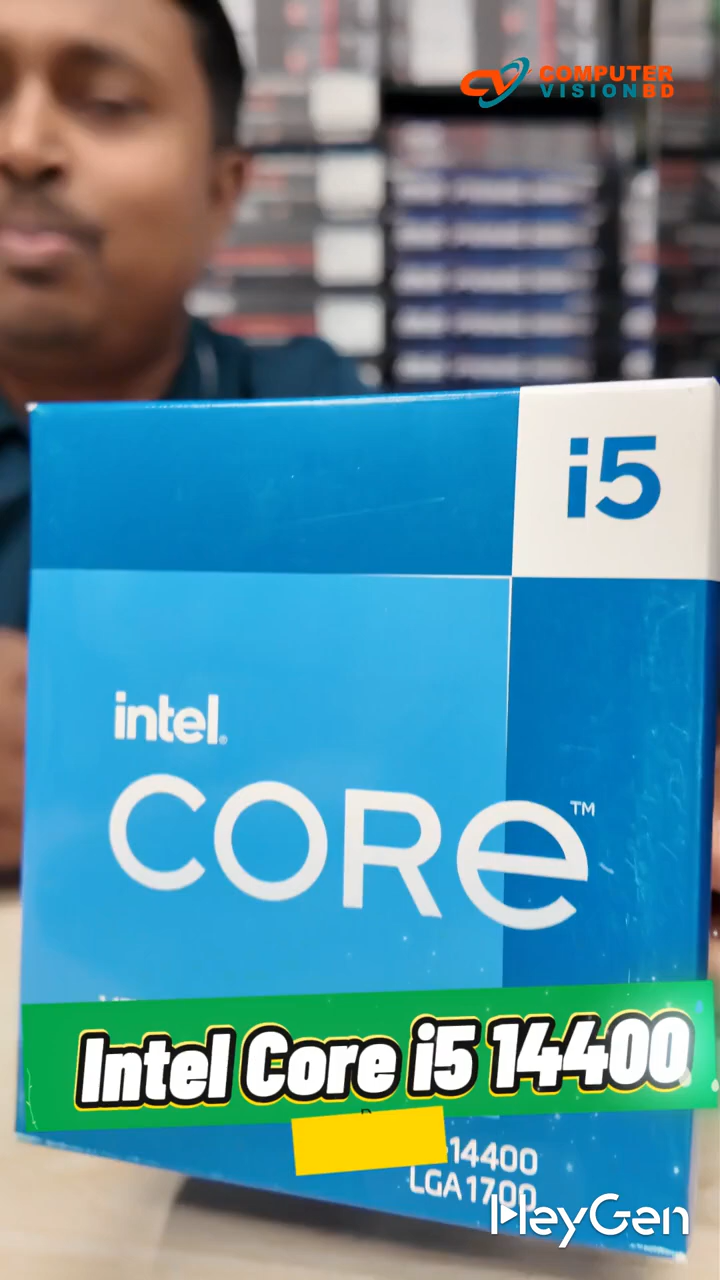 COMPUTER
VISIONBD
i5
intel
CORe™
Intel Core i5 14400
14400
LGA1700
HeyGen